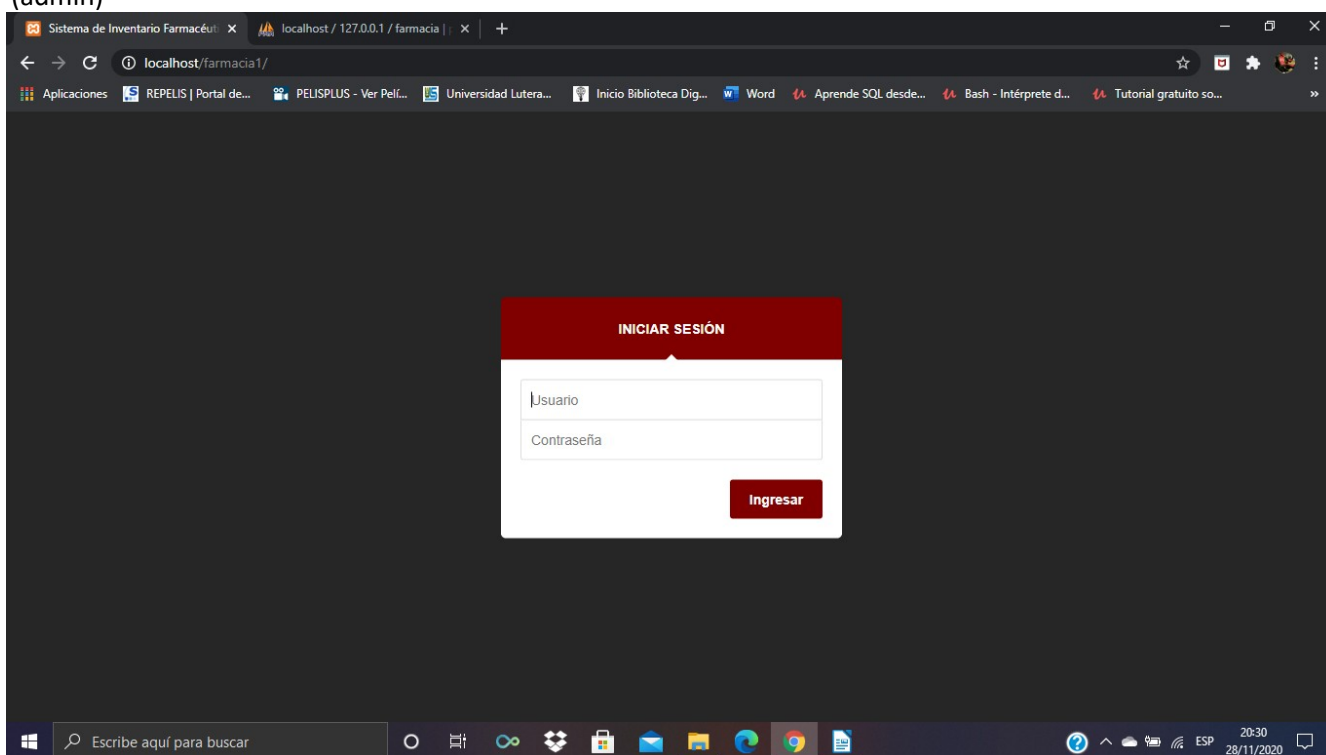 (admin)
Sistema de Inventario Farmacéuti
localhost / 127.0.0.1 / farmacia | p
localhost/farmacia1/
Aplicaciones REPELIS | Portal de... PELISPLUS - Ver Pelí... Universidad Lutera... Inicio Biblioteca Dig... Word Aprende SQL desde... Bash - Intérprete d... Tutorial gratuito so... »
INICIAR SESIÓN
Usuario
Contraseña
Ingresar
Escribe aquí para buscar
ESP
20:30
28/11/2020